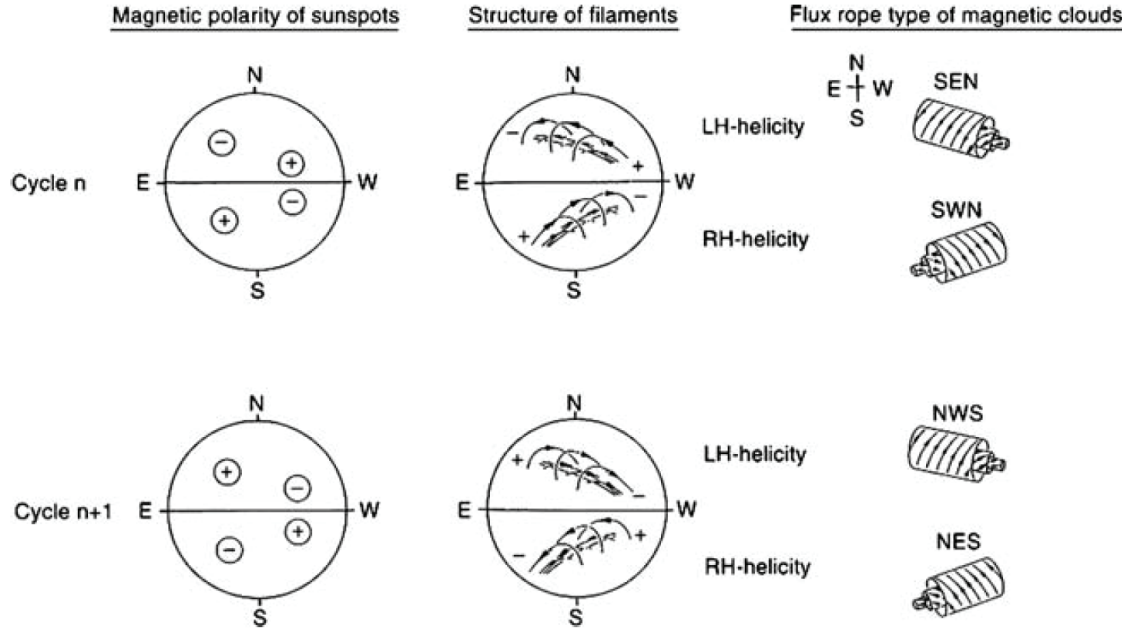 Magnetic polarity of sunspots
Structure of filaments
Flux rope type of magnetic clouds
Cycle n
N
E
W
S
−
+
−
+
N
E
W
S
−
+
−
+
LH-helicity
RH-helicity
N
E
W
S
SEN
SWN
Cycle n+1
N
E
W
S
+
−
+
−
N
E
W
S
+
−
+
−
LH-helicity
RH-helicity
NWS
NES